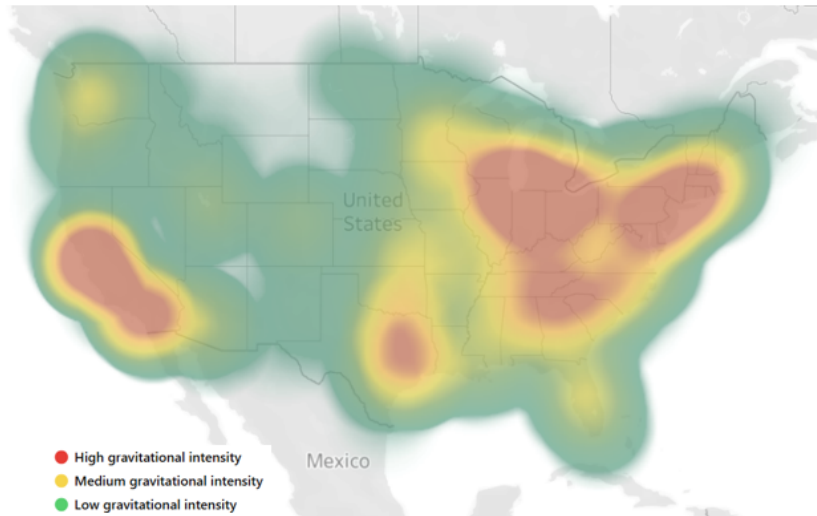 United
States
Mexico
High gravitational intensity
Medium gravitational intensity
Low gravitational intensity